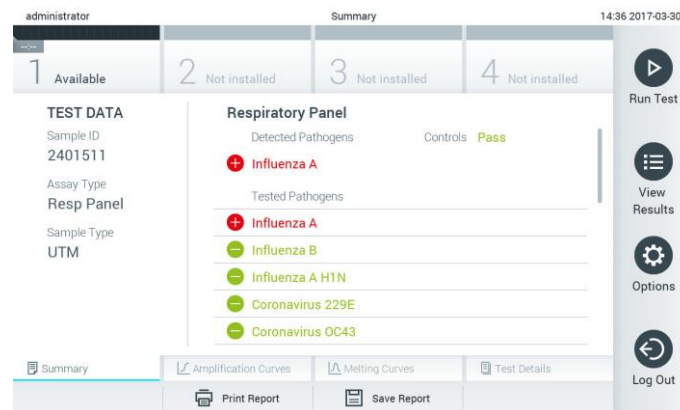 administrator Summary 14:36 2017-03-30
--:--
1 Available 2 Not installed 3 Not installed 4 Not installed
Run Test
TEST DATA
Sample ID
2401511
Assay Type
Resp Panel
Sample Type
UTM
Respiratory Panel
Detected Pathogens Controls Pass
Influenza A
Tested Pathogens
Influenza A
Influenza B
Influenza A H1N
Coronavirus 229E
Coronavirus OC43
View
Results
Options
Log Out
Summary Amplification Curves Melting Curves Test Details
Print Report Save Report